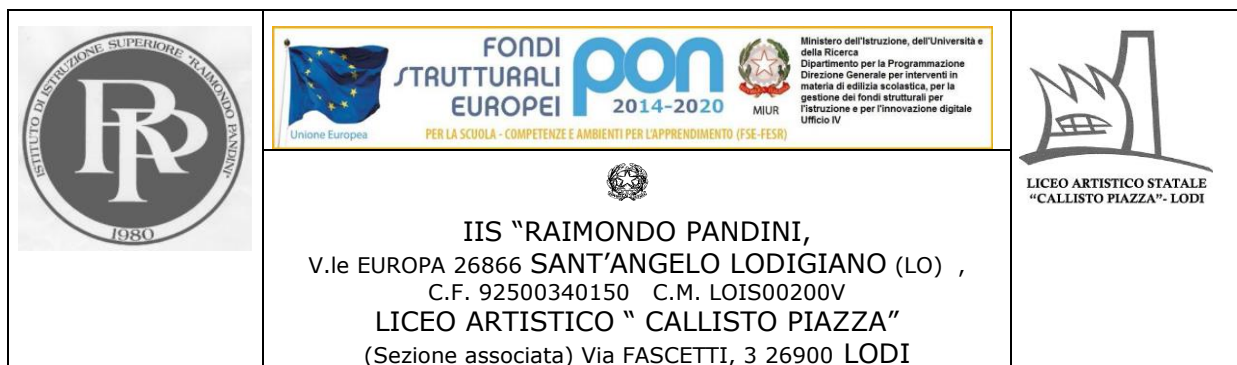 ISTITUTO DI ISTRUZIONE SUPERIORE "RAIMONDO PANDINI"
RP
1980
Unione Europea
FONDI
STRUTTURALI
EUROPEI
pon
2014-2020
MIUR
Ministero dell'Istruzione, dell'Università e
della Ricerca
Dipartimento per la Programmazione
Direzione Generale per interventi in
materia di edilizia scolastica, per la
gestione dei fondi strutturali per
l'istruzione e per l'innovazione digitale
Ufficio IV
PER LA SCUOLA - COMPETENZE E AMBIENTI PER L'APPRENDIMENTO (FSE-FESR)
LICEO ARTISTICO STATALE
"CALLISTO PIAZZA"- LODI
IIS "RAIMONDO PANDINI,
V.le EUROPA 26866 SANT'ANGELO LODIGIANO (LO) ,
C.F. 92500340150 C.M. LOIS00200V
LICEO ARTISTICO " CALLISTO PIAZZA"
(Sezione associata) Via FASCETTI, 3 26900 LODI